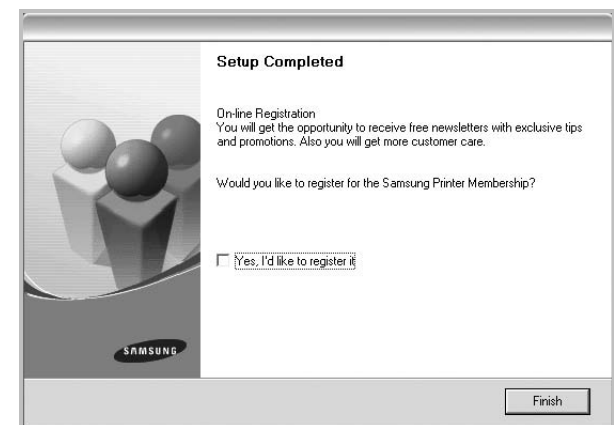 Setup Completed
On-line Registration
You will get the opportunity to receive free newsletters with exclusive tips
and promotions. Also you will get more customer care.
Would you like to register for the Samsung Printer Membership?
Yes, I'd like to register it
SAMSUNG
Finish